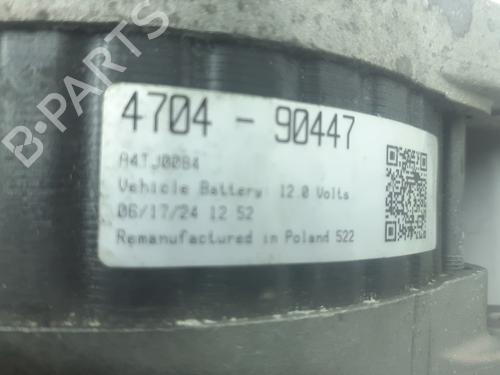 B-PARTS
4704 - 90447
A4TJ0084
Vehicle Battery: 12.0 Volts
06/17/24 12 52
Remanufactured in Poland 522